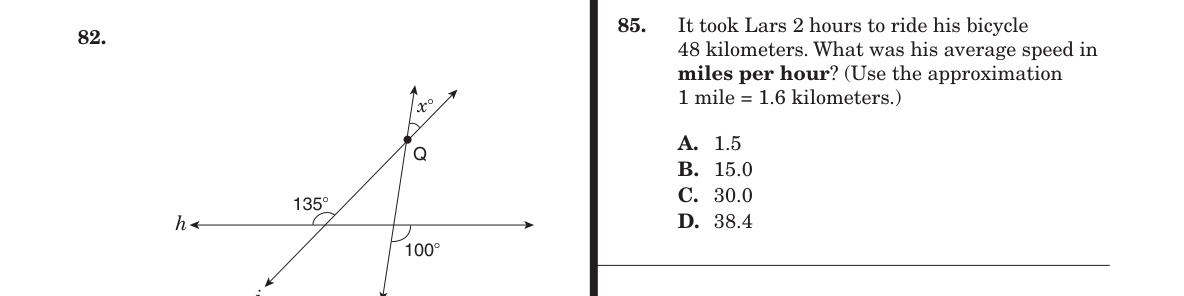 82.
x°
Q
135°
h
100°
85. It took Lars 2 hours to ride his bicycle
48 kilometers. What was his average speed in
miles per hour? (Use the approximation
1 mile = 1.6 kilometers.)
A. 1.5
B. 15.0
C. 30.0
D. 38.4